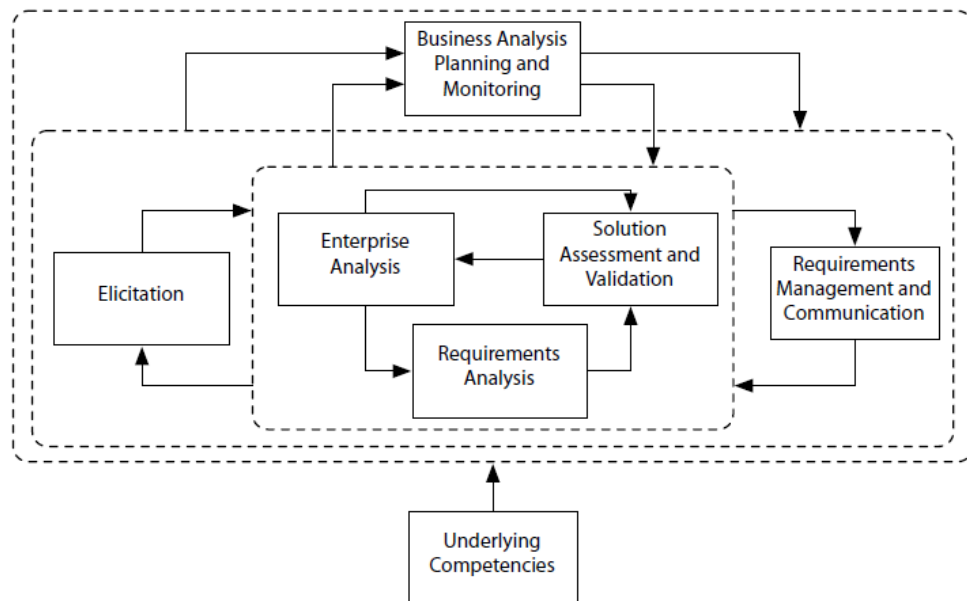 Business Analysis
Planning and
Monitoring
Enterprise
Analysis
Solution
Assessment and
Validation
Elicitation
Requirements
Management and
Communication
Requirements
Analysis
Underlying
Competencies